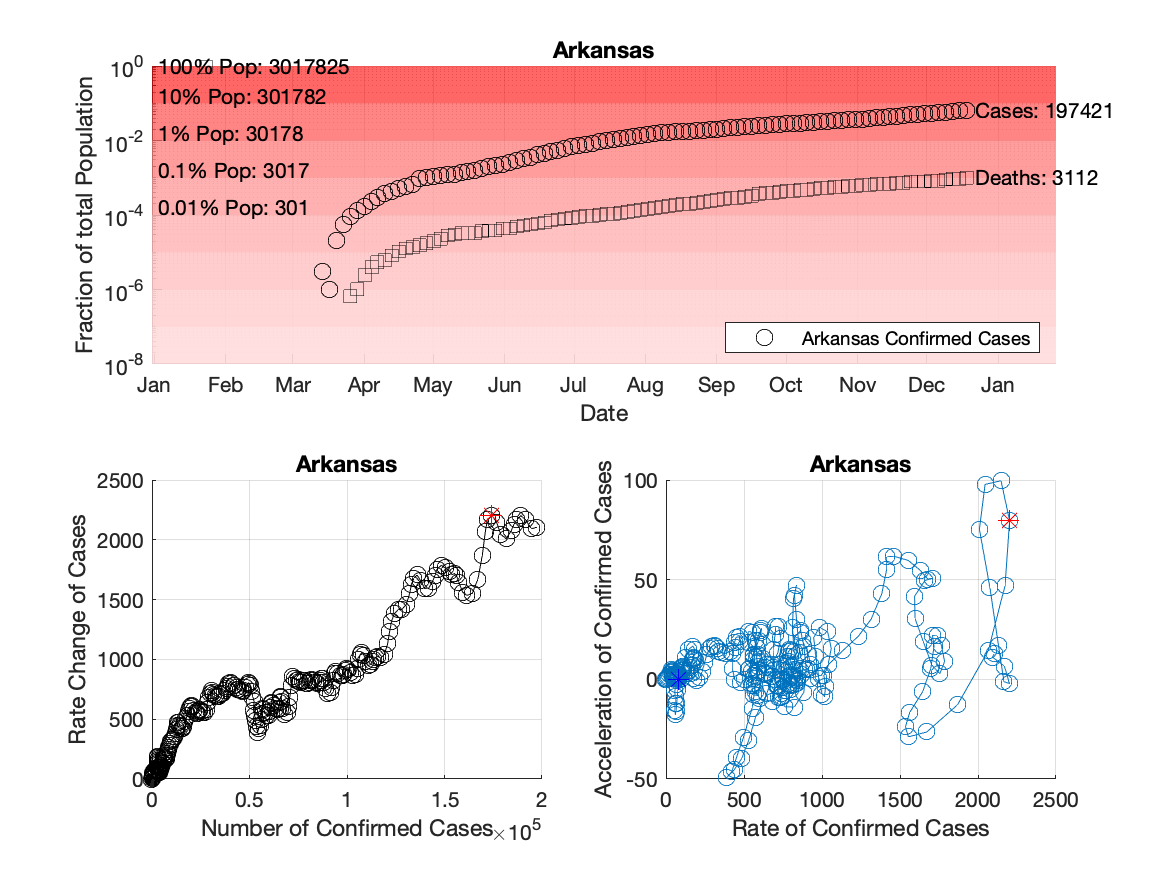 Arkansas
10^0
10^-2
10^-4
10^-6
10^-8
Fraction of total Population
100% Pop: 3017825
10% Pop: 301782
1% Pop: 30178
0.1% Pop: 3017
0.01% Pop: 301
Cases: 197421
Deaths: 3112
Arkansas Confirmed Cases
Jan Feb Mar Apr May Jun Jul Aug Sep Oct Nov Dec Jan
Date
Arkansas
2500
2000
1500
1000
500
0
Rate Change of Cases
0 0.5 1 1.5 2
Number of Confirmed Cases ×10^5
Arkansas
100
50
0
-50
Acceleration of Confirmed Cases
0 500 1000 1500 2000 2500
Rate of Confirmed Cases